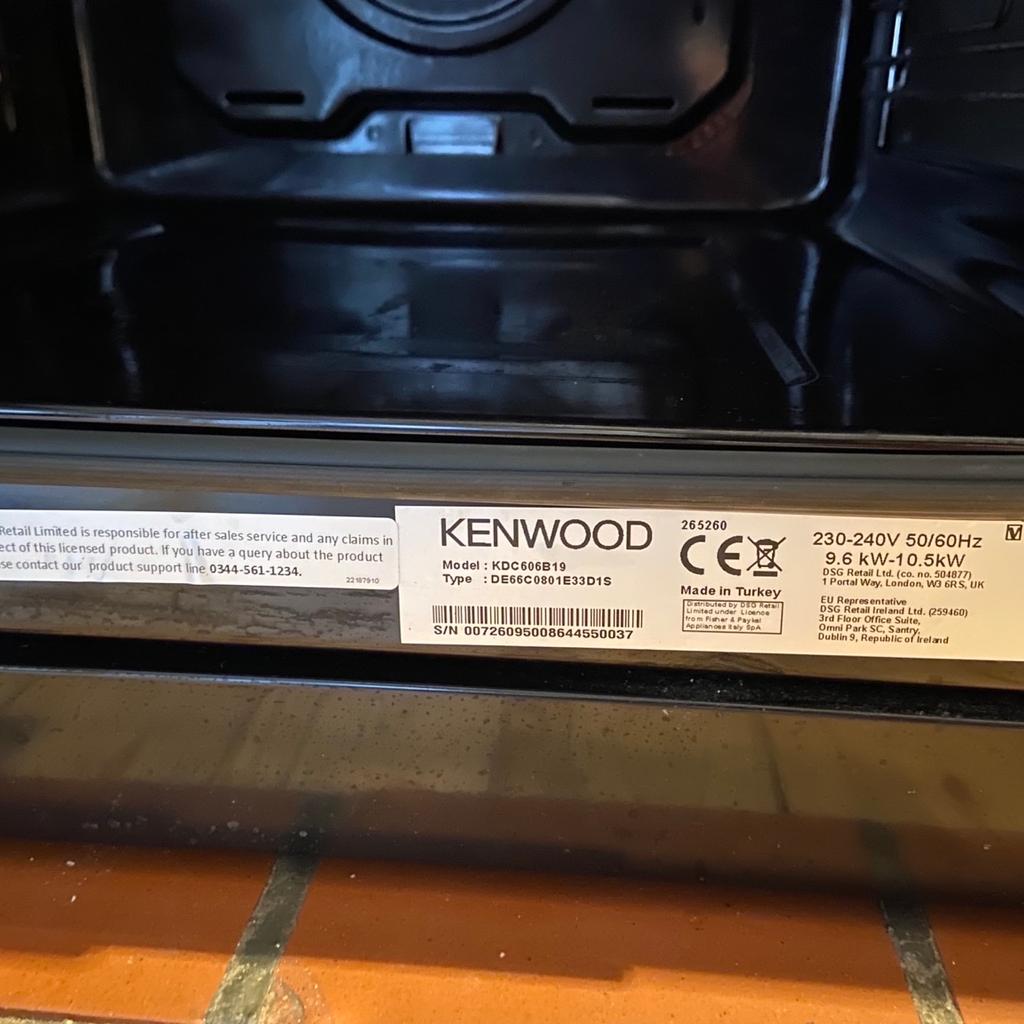 Retail Limited is responsible for after sales service and any claims in
ect of this licensed product. If you have a query about the product
se contact our product support line 0344-561-1234.
22187910
KENWOOD
Model : KDC606B19
Type : DE66C0801E33D1S
S/N 00726095008644550037
265260
CE
Made in Turkey
Distributed by DSG Retail
Limited under Licence
from Fisher & Paykel
Appliances Italy SpA
230-240V 50/60Hz
9.6 kW-10.5kW
DSG Retail Ltd. (co. no. 504877)
1 Portal Way, London, W3 6RS, UK
EU Representative
DSG Retail Ireland Ltd. (259460)
3rd Floor Office Suite,
Omni Park SC, Santry,
Dublin 9, Republic of Ireland
V